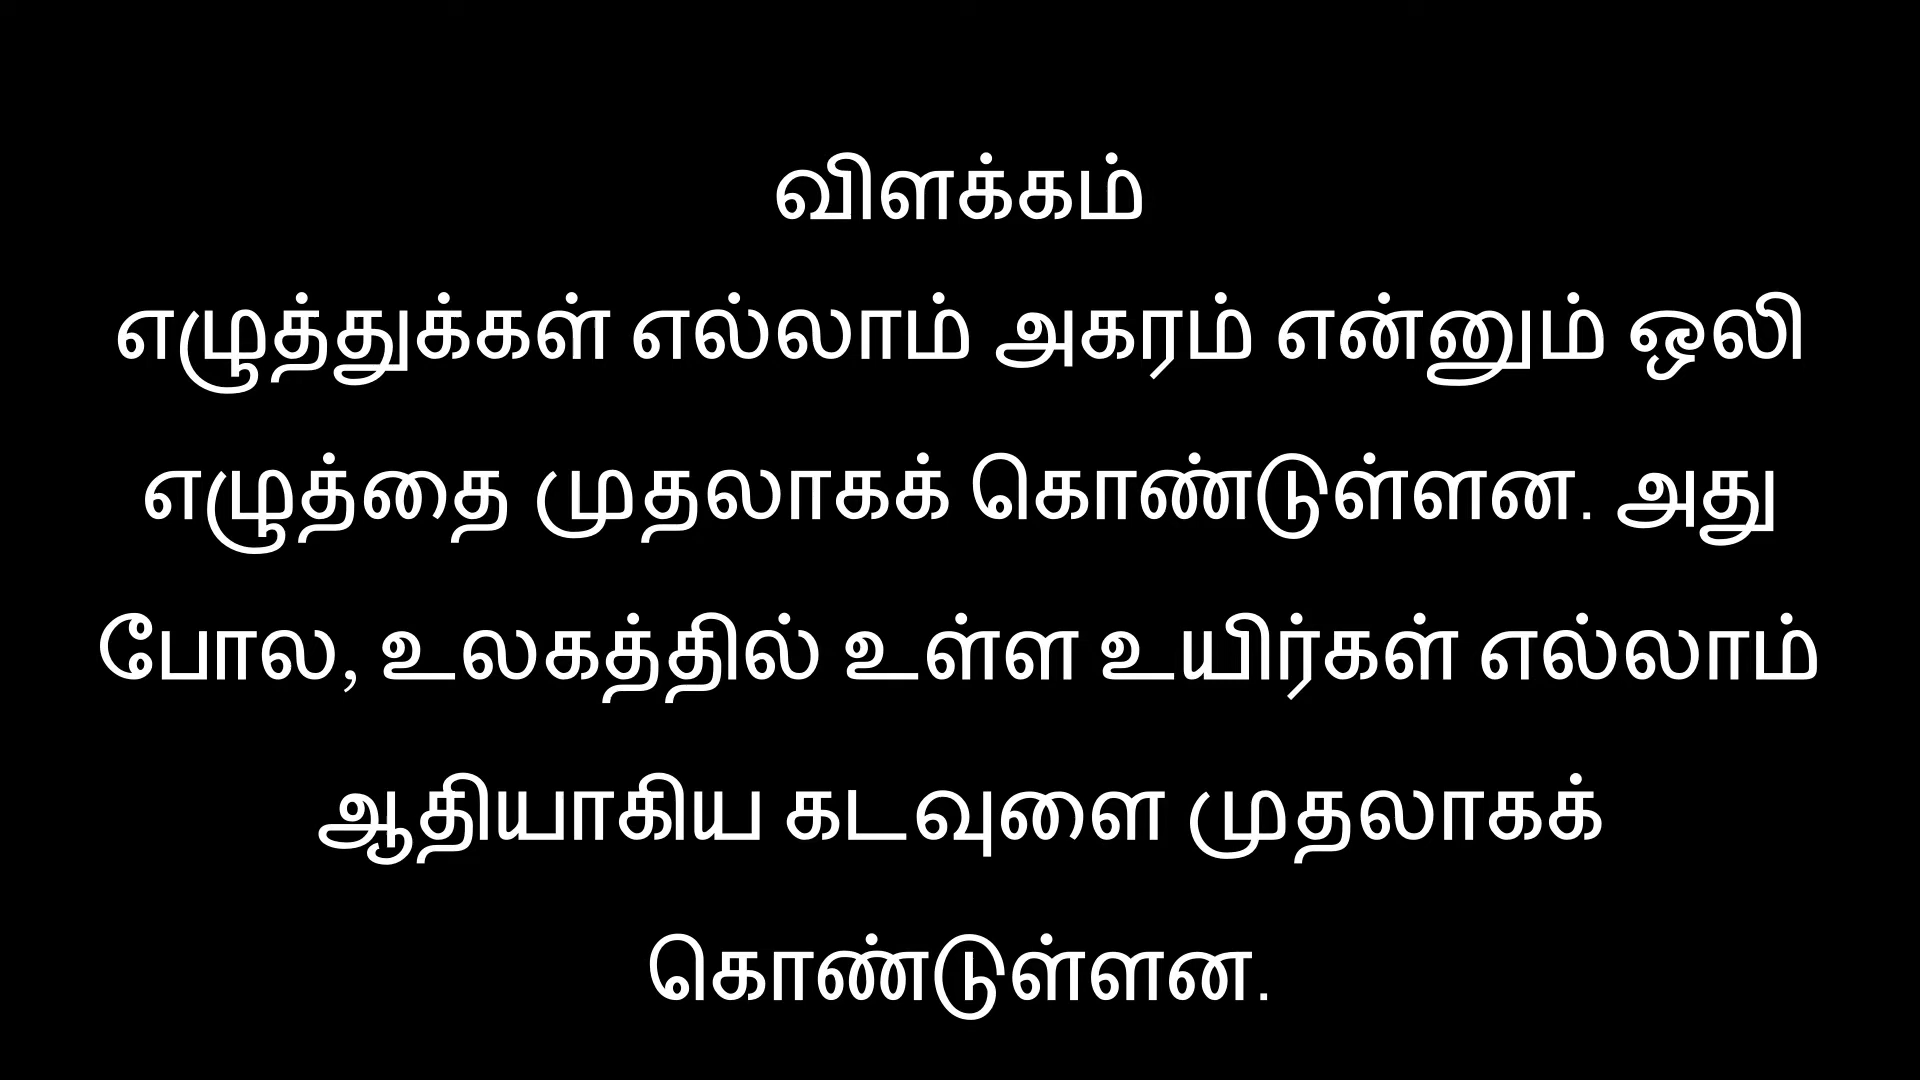 விளக்கம்
எழுத்துக்கள் எல்லாம் அகரம் என்னும் ஒலி
எழுத்தை முதலாகக் கொண்டுள்ளன. அது
போல, உலகத்தில் உள்ள உயிர்கள் எல்லாம்
ஆதியாகிய கடவுளை முதலாகக்
கொண்டுள்ளன.